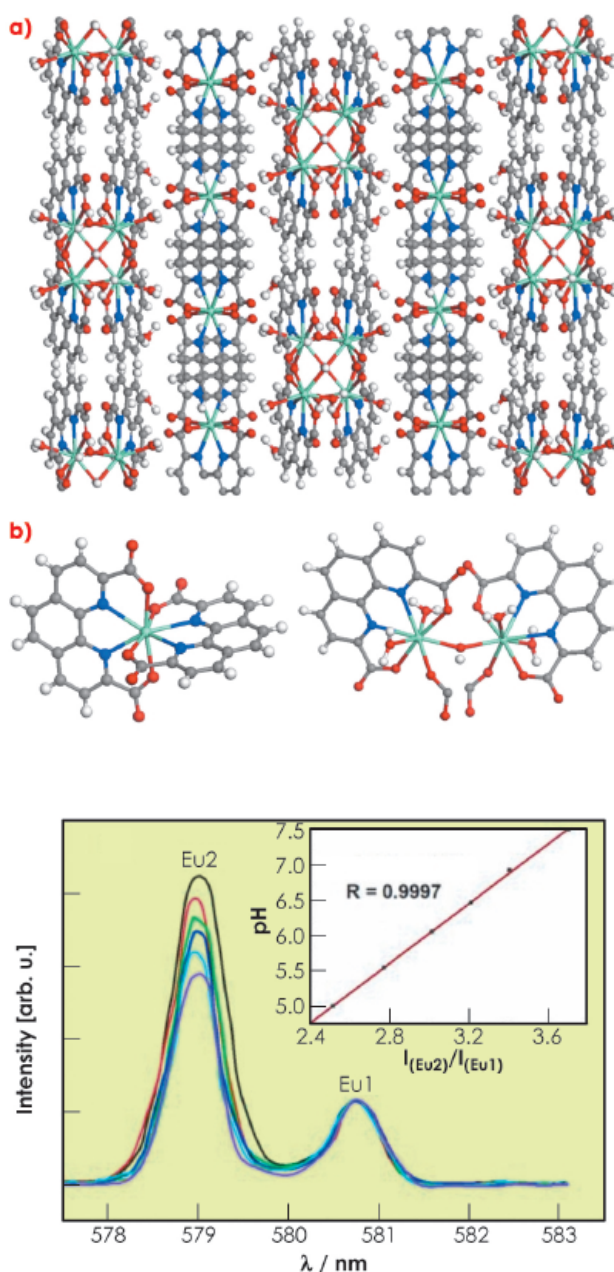 a)
b)
Eu2
Eu1
R = 0.9997
pH
7.5
7.0
6.5
6.0
5.5
5.0
2.4 2.8 3.2 3.6
I(Eu2)/I(Eu1)
Intensity [arb. u.]
578 579 580 581 582 583
λ / nm